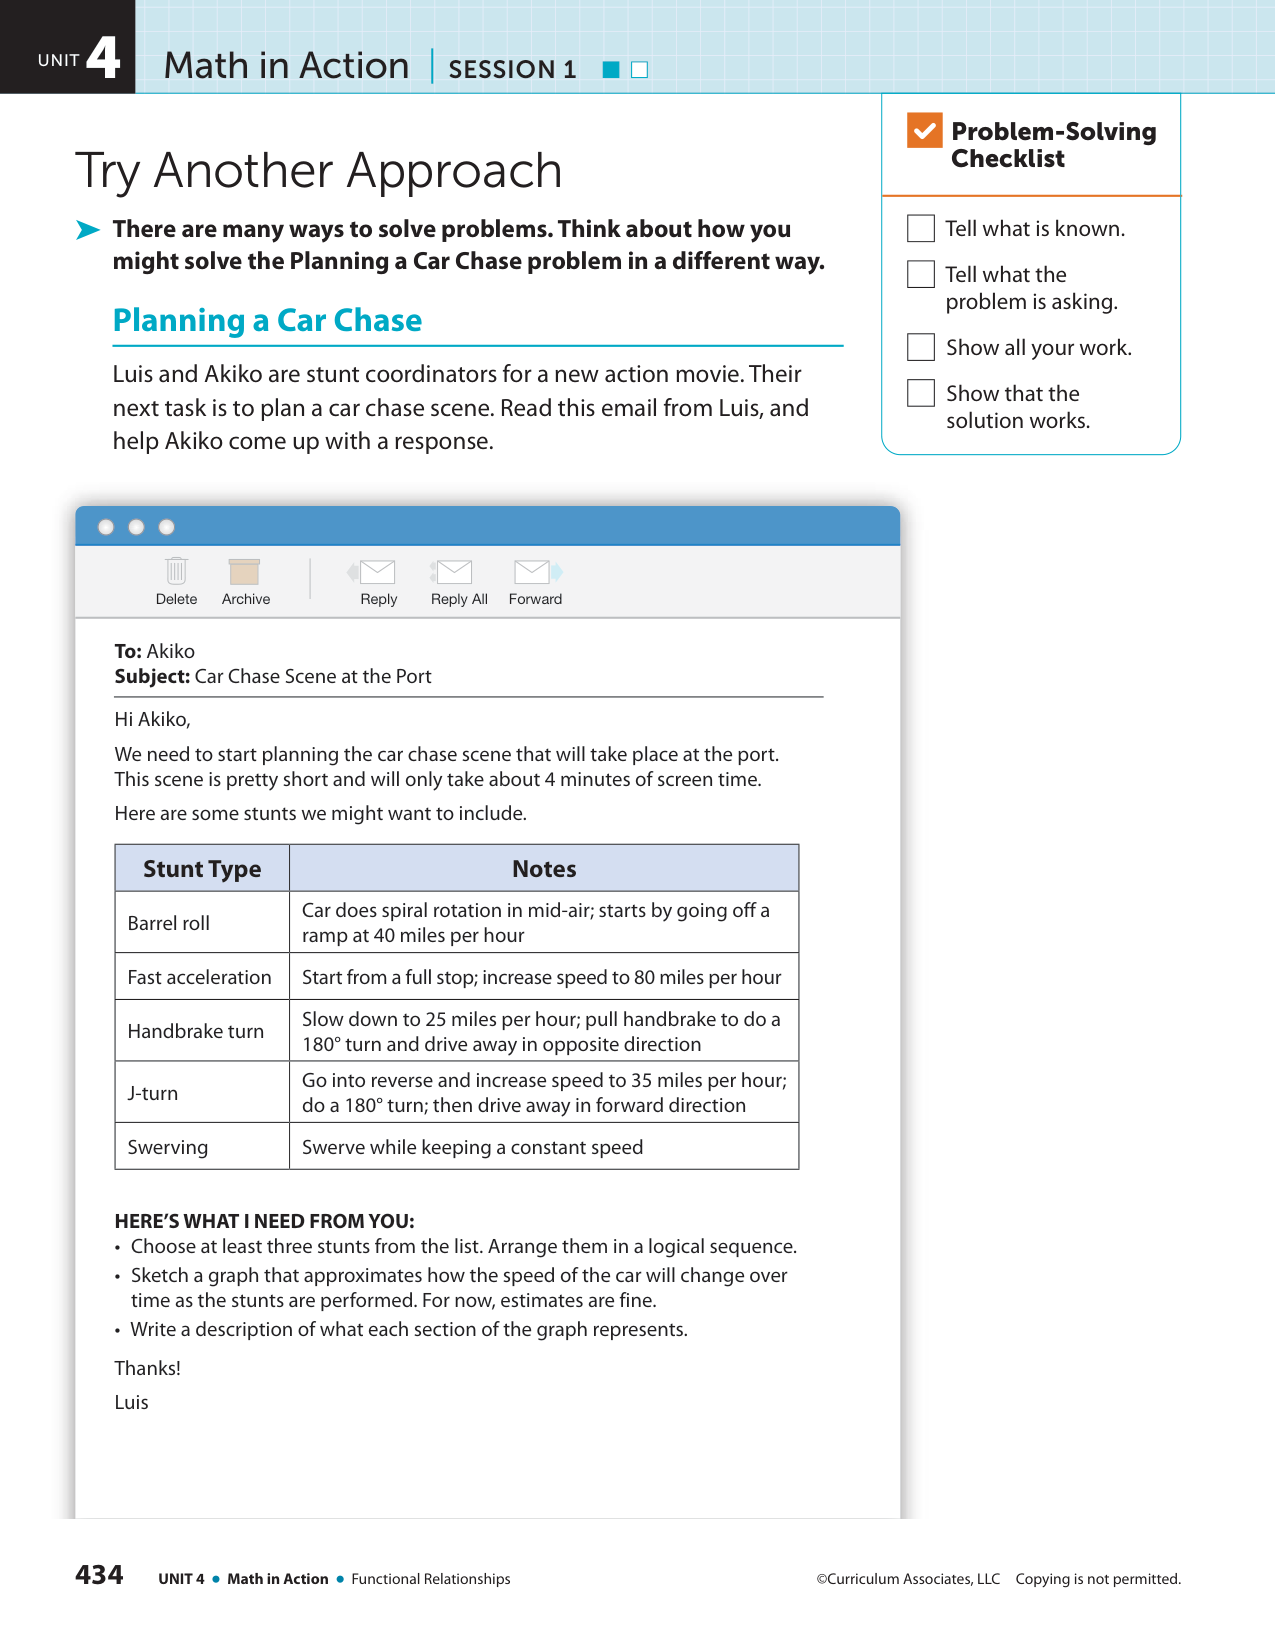 UNIT 4 Math in Action | SESSION 1
Try Another Approach
There are many ways to solve problems. Think about how you
might solve the Planning a Car Chase problem in a different way.
Planning a Car Chase
Luis and Akiko are stunt coordinators for a new action movie. Their
next task is to plan a car chase scene. Read this email from Luis, and
help Akiko come up with a response.
Problem-Solving
Checklist
Tell what is known.
Tell what the
problem is asking.
Show all your work.
Show that the
solution works.
Delete Archive Reply Reply All Forward
To: Akiko
Subject: Car Chase Scene at the Port
Hi Akiko,
We need to start planning the car chase scene that will take place at the port.
This scene is pretty short and will only take about 4 minutes of screen time.
Here are some stunts we might want to include.
Stunt Type Notes
Barrel roll
Car does spiral rotation in mid-air; starts by going off a
ramp at 40 miles per hour
Fast acceleration Start from a full stop; increase speed to 80 miles per hour
Handbrake turn
Slow down to 25 miles per hour; pull handbrake to do a
180° turn and drive away in opposite direction
J-turn
Go into reverse and increase speed to 35 miles per hour;
do a 180° turn; then drive away in forward direction
Swerving Swerve while keeping a constant speed
HERE'S WHAT I NEED FROM YOU:
• Choose at least three stunts from the list. Arrange them in a logical sequence.
• Sketch a graph that approximates how the speed of the car will change over
time as the stunts are performed. For now, estimates are fine.
• Write a description of what each section of the graph represents.
Thanks!
Luis
434 UNIT 4 • Math in Action • Functional Relationships ©Curriculum Associates, LLC Copying is not permitted.